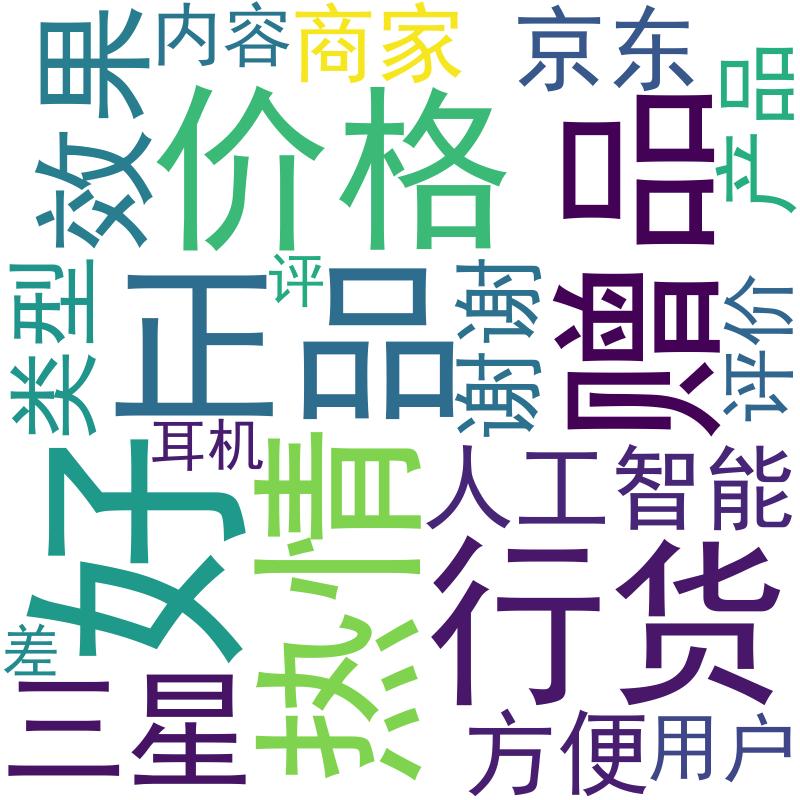 效果
内容
商家
京东
产品
价格
赠品
类型
正品
评
谢谢
评价
好
耳机
热情
人工智能
行货
差
三星
方便
用户